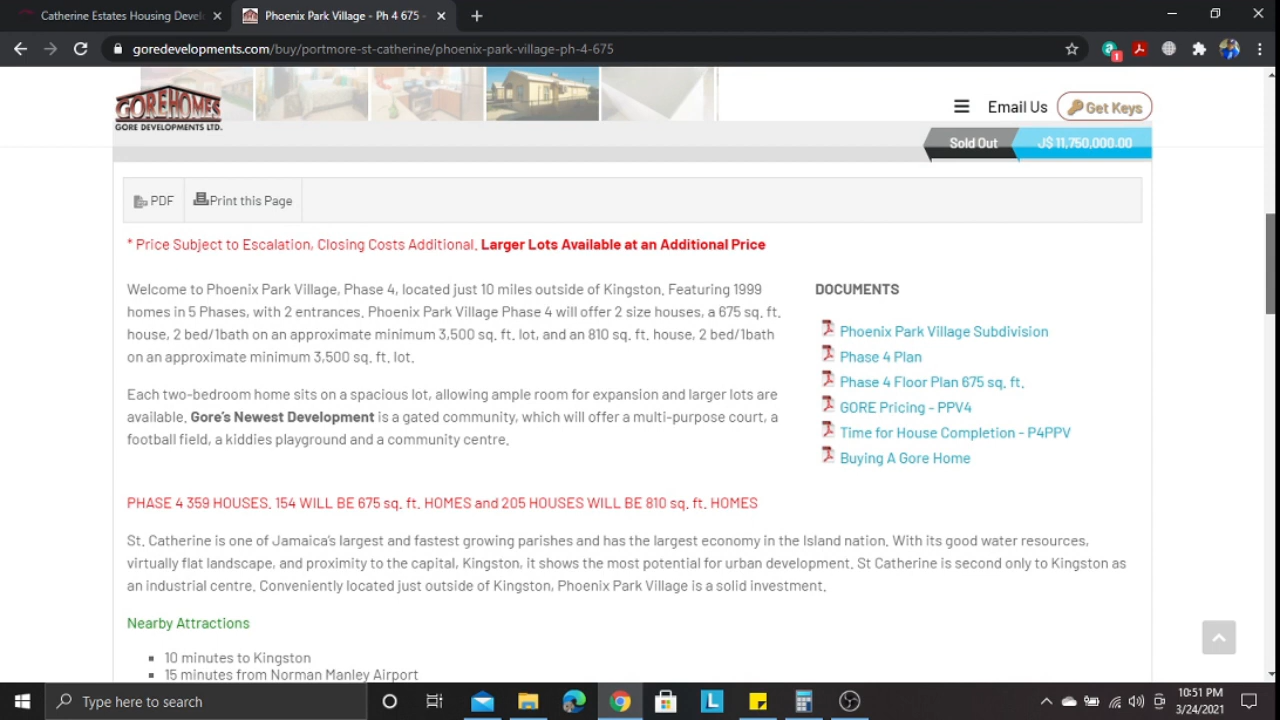 Catherine Estates Housing Devel
Phoenix Park Village - Ph 4 675 -
goredevelopments.com/buy/portmore-st-catherine/phoenix-park-village-ph-4-675
1
GOREHOMES
GORE DEVELOPMENTS LTD.
Email Us
Get Keys
Sold Out
J$ 11,750,000.00
PDF
Print this Page
* Price Subject to Escalation, Closing Costs Additional. Larger Lots Available at an Additional Price
Welcome to Phoenix Park Village, Phase 4, located just 10 miles outside of Kingston. Featuring 1999
homes in 5 Phases, with 2 entrances. Phoenix Park Village Phase 4 will offer 2 size houses, a 675 sq. ft.
house, 2 bed/1bath on an approximate minimum 3,500 sq. ft. lot, and an 810 sq. ft. house, 2 bed/1bath
on an approximate minimum 3,500 sq. ft. lot.
Each two-bedroom home sits on a spacious lot, allowing ample room for expansion and larger lots are
available. Gore's Newest Development is a gated community, which will offer a multi-purpose court, a
football field, a kiddies playground and a community centre.
DOCUMENTS
Phoenix Park Village Subdivision
Phase 4 Plan
Phase 4 Floor Plan 675 sq. ft.
GORE Pricing - PPV4
Time for House Completion - P4PPV
Buying A Gore Home
PHASE 4 359 HOUSES. 154 WILL BE 675 sq. ft. HOMES and 205 HOUSES WILL BE 810 sq. ft. HOMES
St. Catherine is one of Jamaica's largest and fastest growing parishes and has the largest economy in the Island nation. With its good water resources,
virtually flat landscape, and proximity to the capital, Kingston, it shows the most potential for urban development. St Catherine is second only to Kingston as
an industrial centre. Conveniently located just outside of Kingston, Phoenix Park Village is a solid investment.
Nearby Attractions
10 minutes to Kingston
15 minutes from Norman Manley Airport
Type here to search
L
10:51 PM
3/24/2021